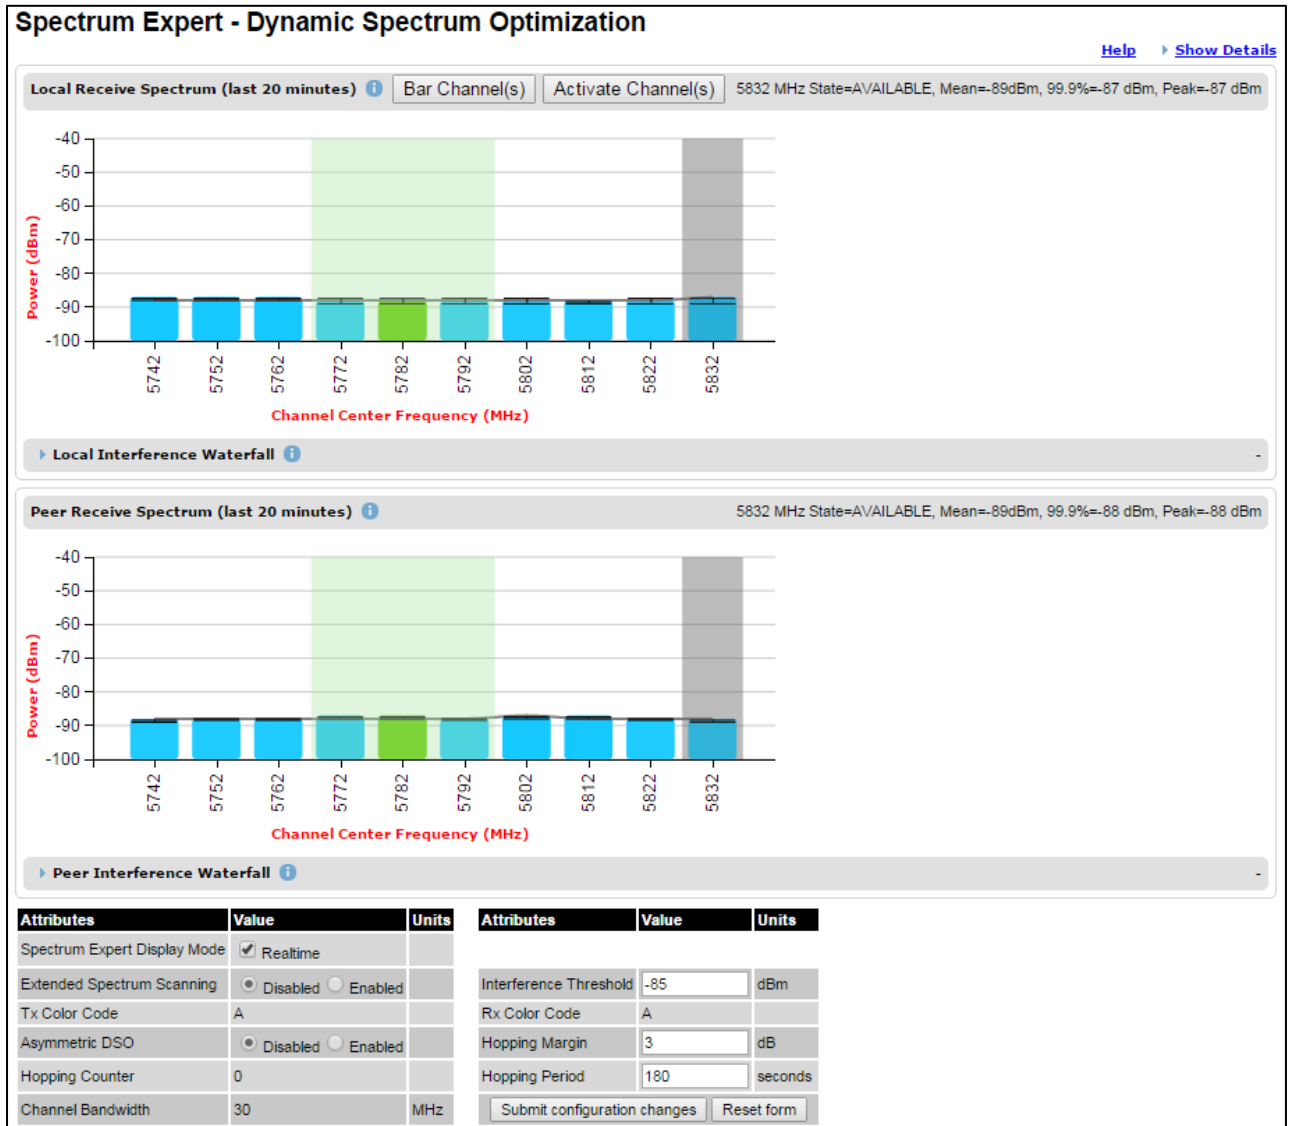 Spectrum Expert - Dynamic Spectrum Optimization
Help Show Details
Local Receive Spectrum (last 20 minutes) Bar Channel(s) Activate Channel(s) 5832 MHz State=AVAILABLE, Mean=-89dBm, 99.9%=-87 dBm, Peak=-87 dBm
-40
-50
-60
-70
-80
-90
-100
Power (dBm)
5742 5752 5762 5772 5782 5792 5802 5812 5822 5832
Channel Center Frequency (MHz)
Local Interference Waterfall -
Peer Receive Spectrum (last 20 minutes) 5832 MHz State=AVAILABLE, Mean=-89dBm, 99.9%=-88 dBm, Peak=-88 dBm
-40
-50
-60
-70
-80
-90
-100
Power (dBm)
5742 5752 5762 5772 5782 5792 5802 5812 5822 5832
Channel Center Frequency (MHz)
Peer Interference Waterfall -
Attributes Value Units Attributes Value Units
Spectrum Expert Display Mode Realtime
Extended Spectrum Scanning Disabled Enabled Interference Threshold -85 dBm
Tx Color Code A Rx Color Code A
Asymmetric DSO Disabled Enabled Hopping Margin 3 dB
Hopping Counter 0 Hopping Period 180 seconds
Channel Bandwidth 30 MHz Submit configuration changes Reset form